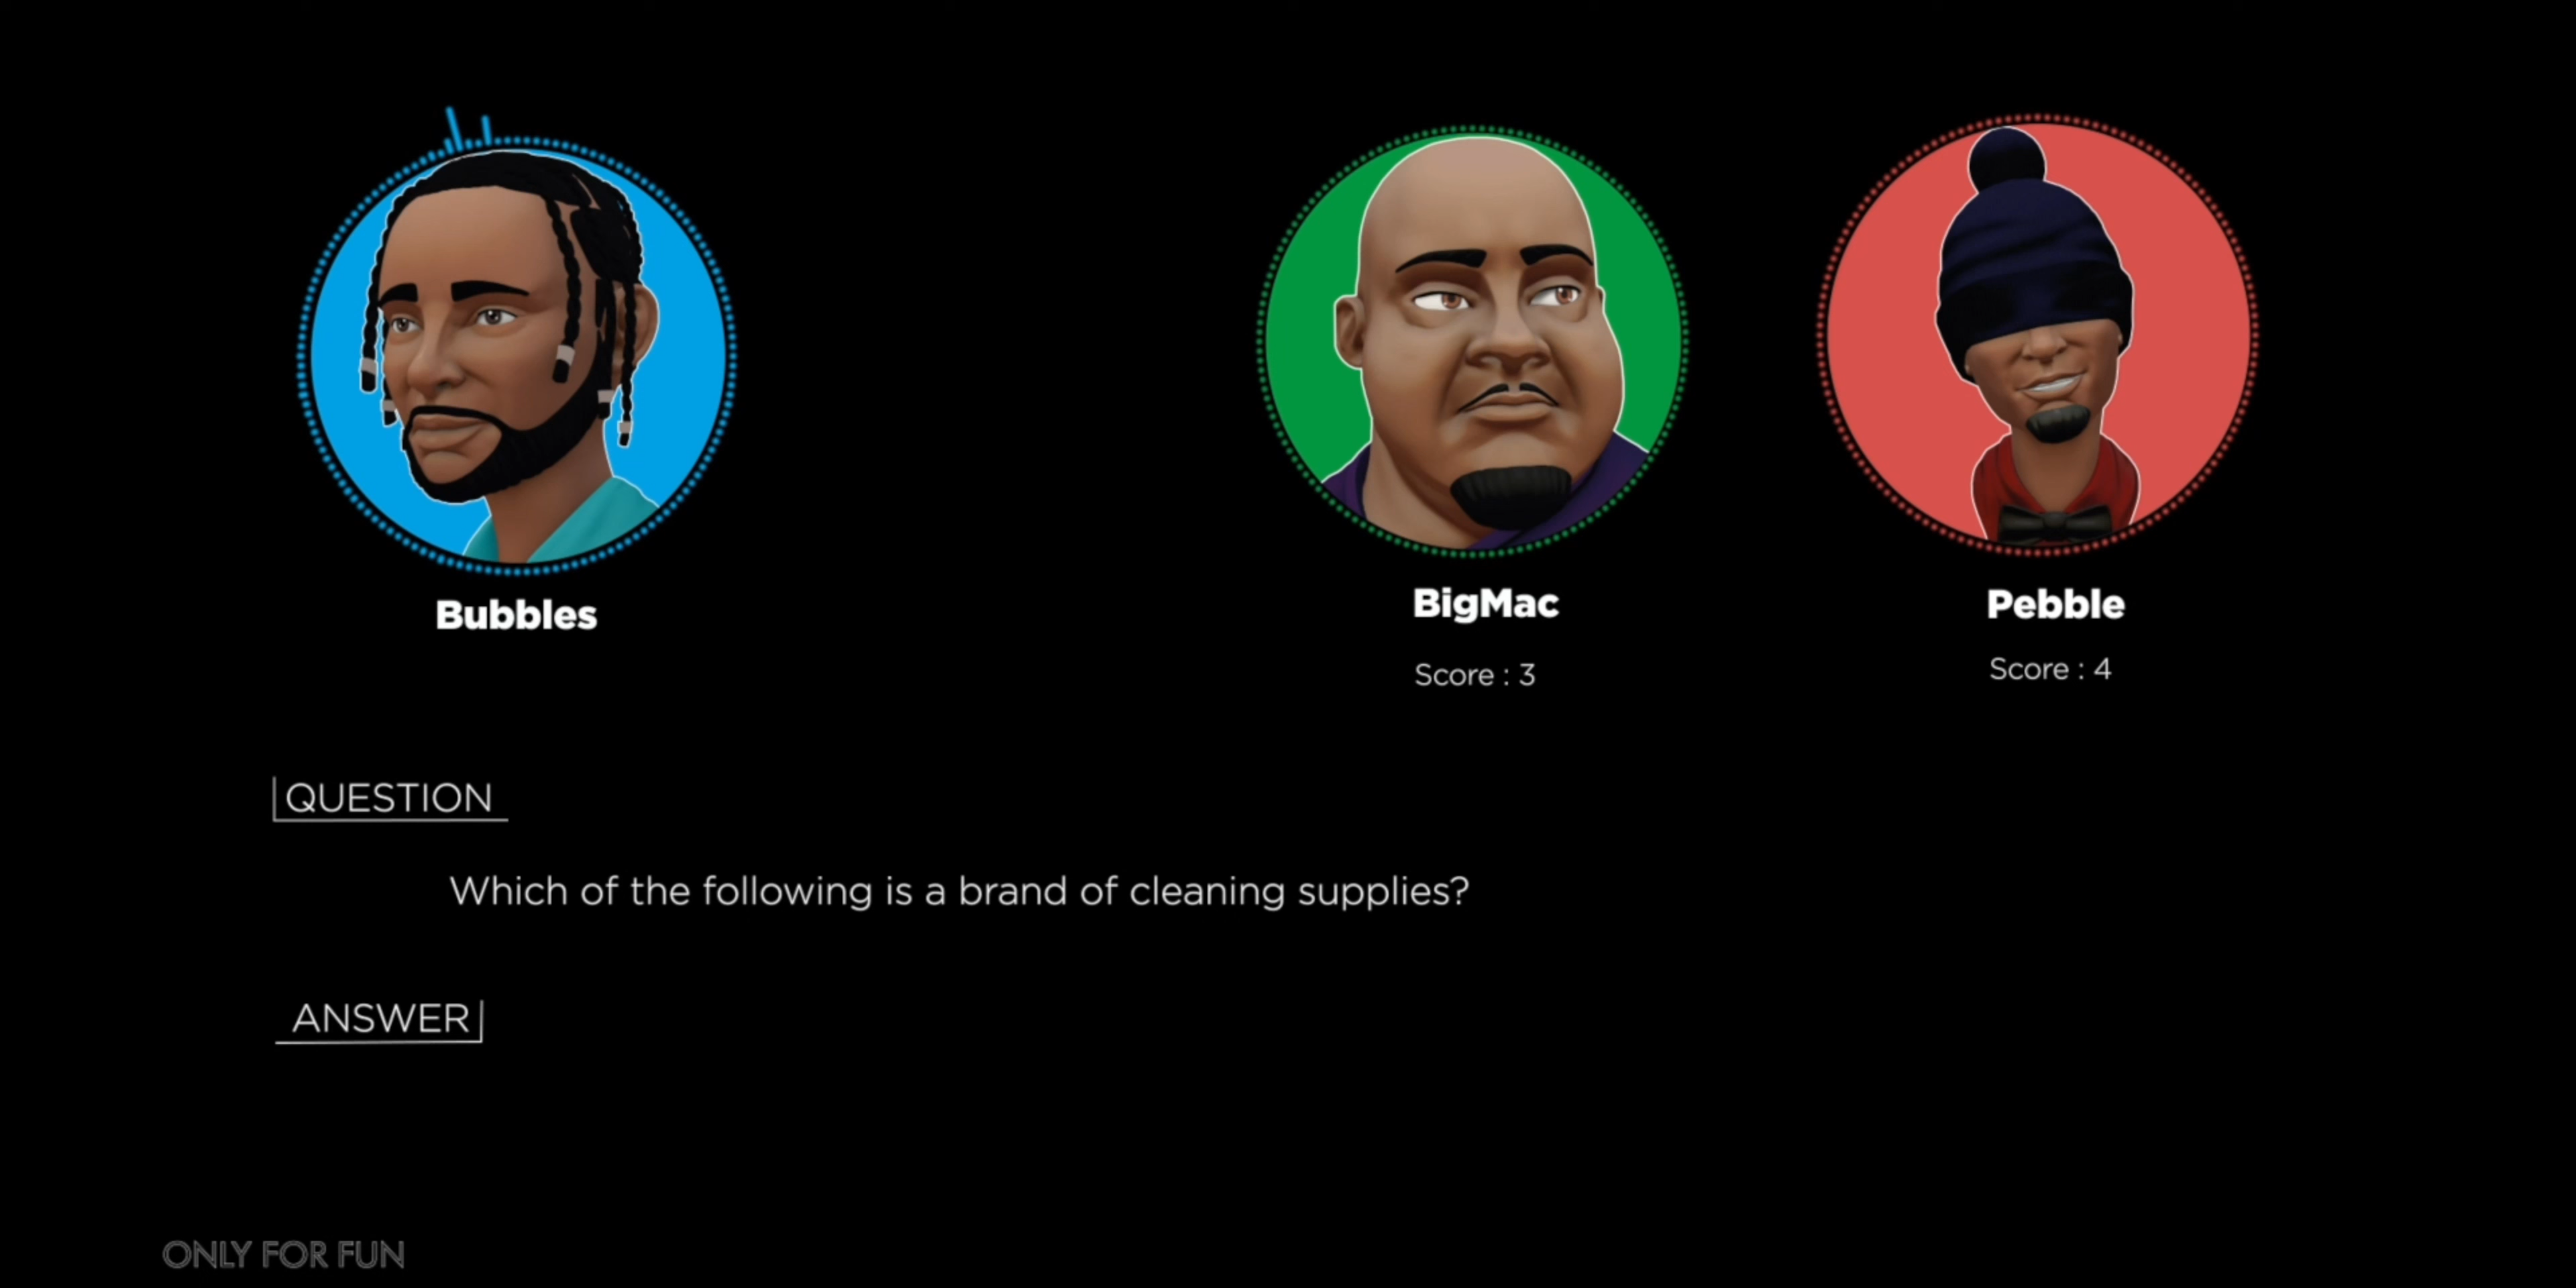 Bubbles
BigMac
Pebble
Score : 3
Score : 4
QUESTION
Which of the following is a brand of cleaning supplies?
ANSWER
ONLY FOR FUN